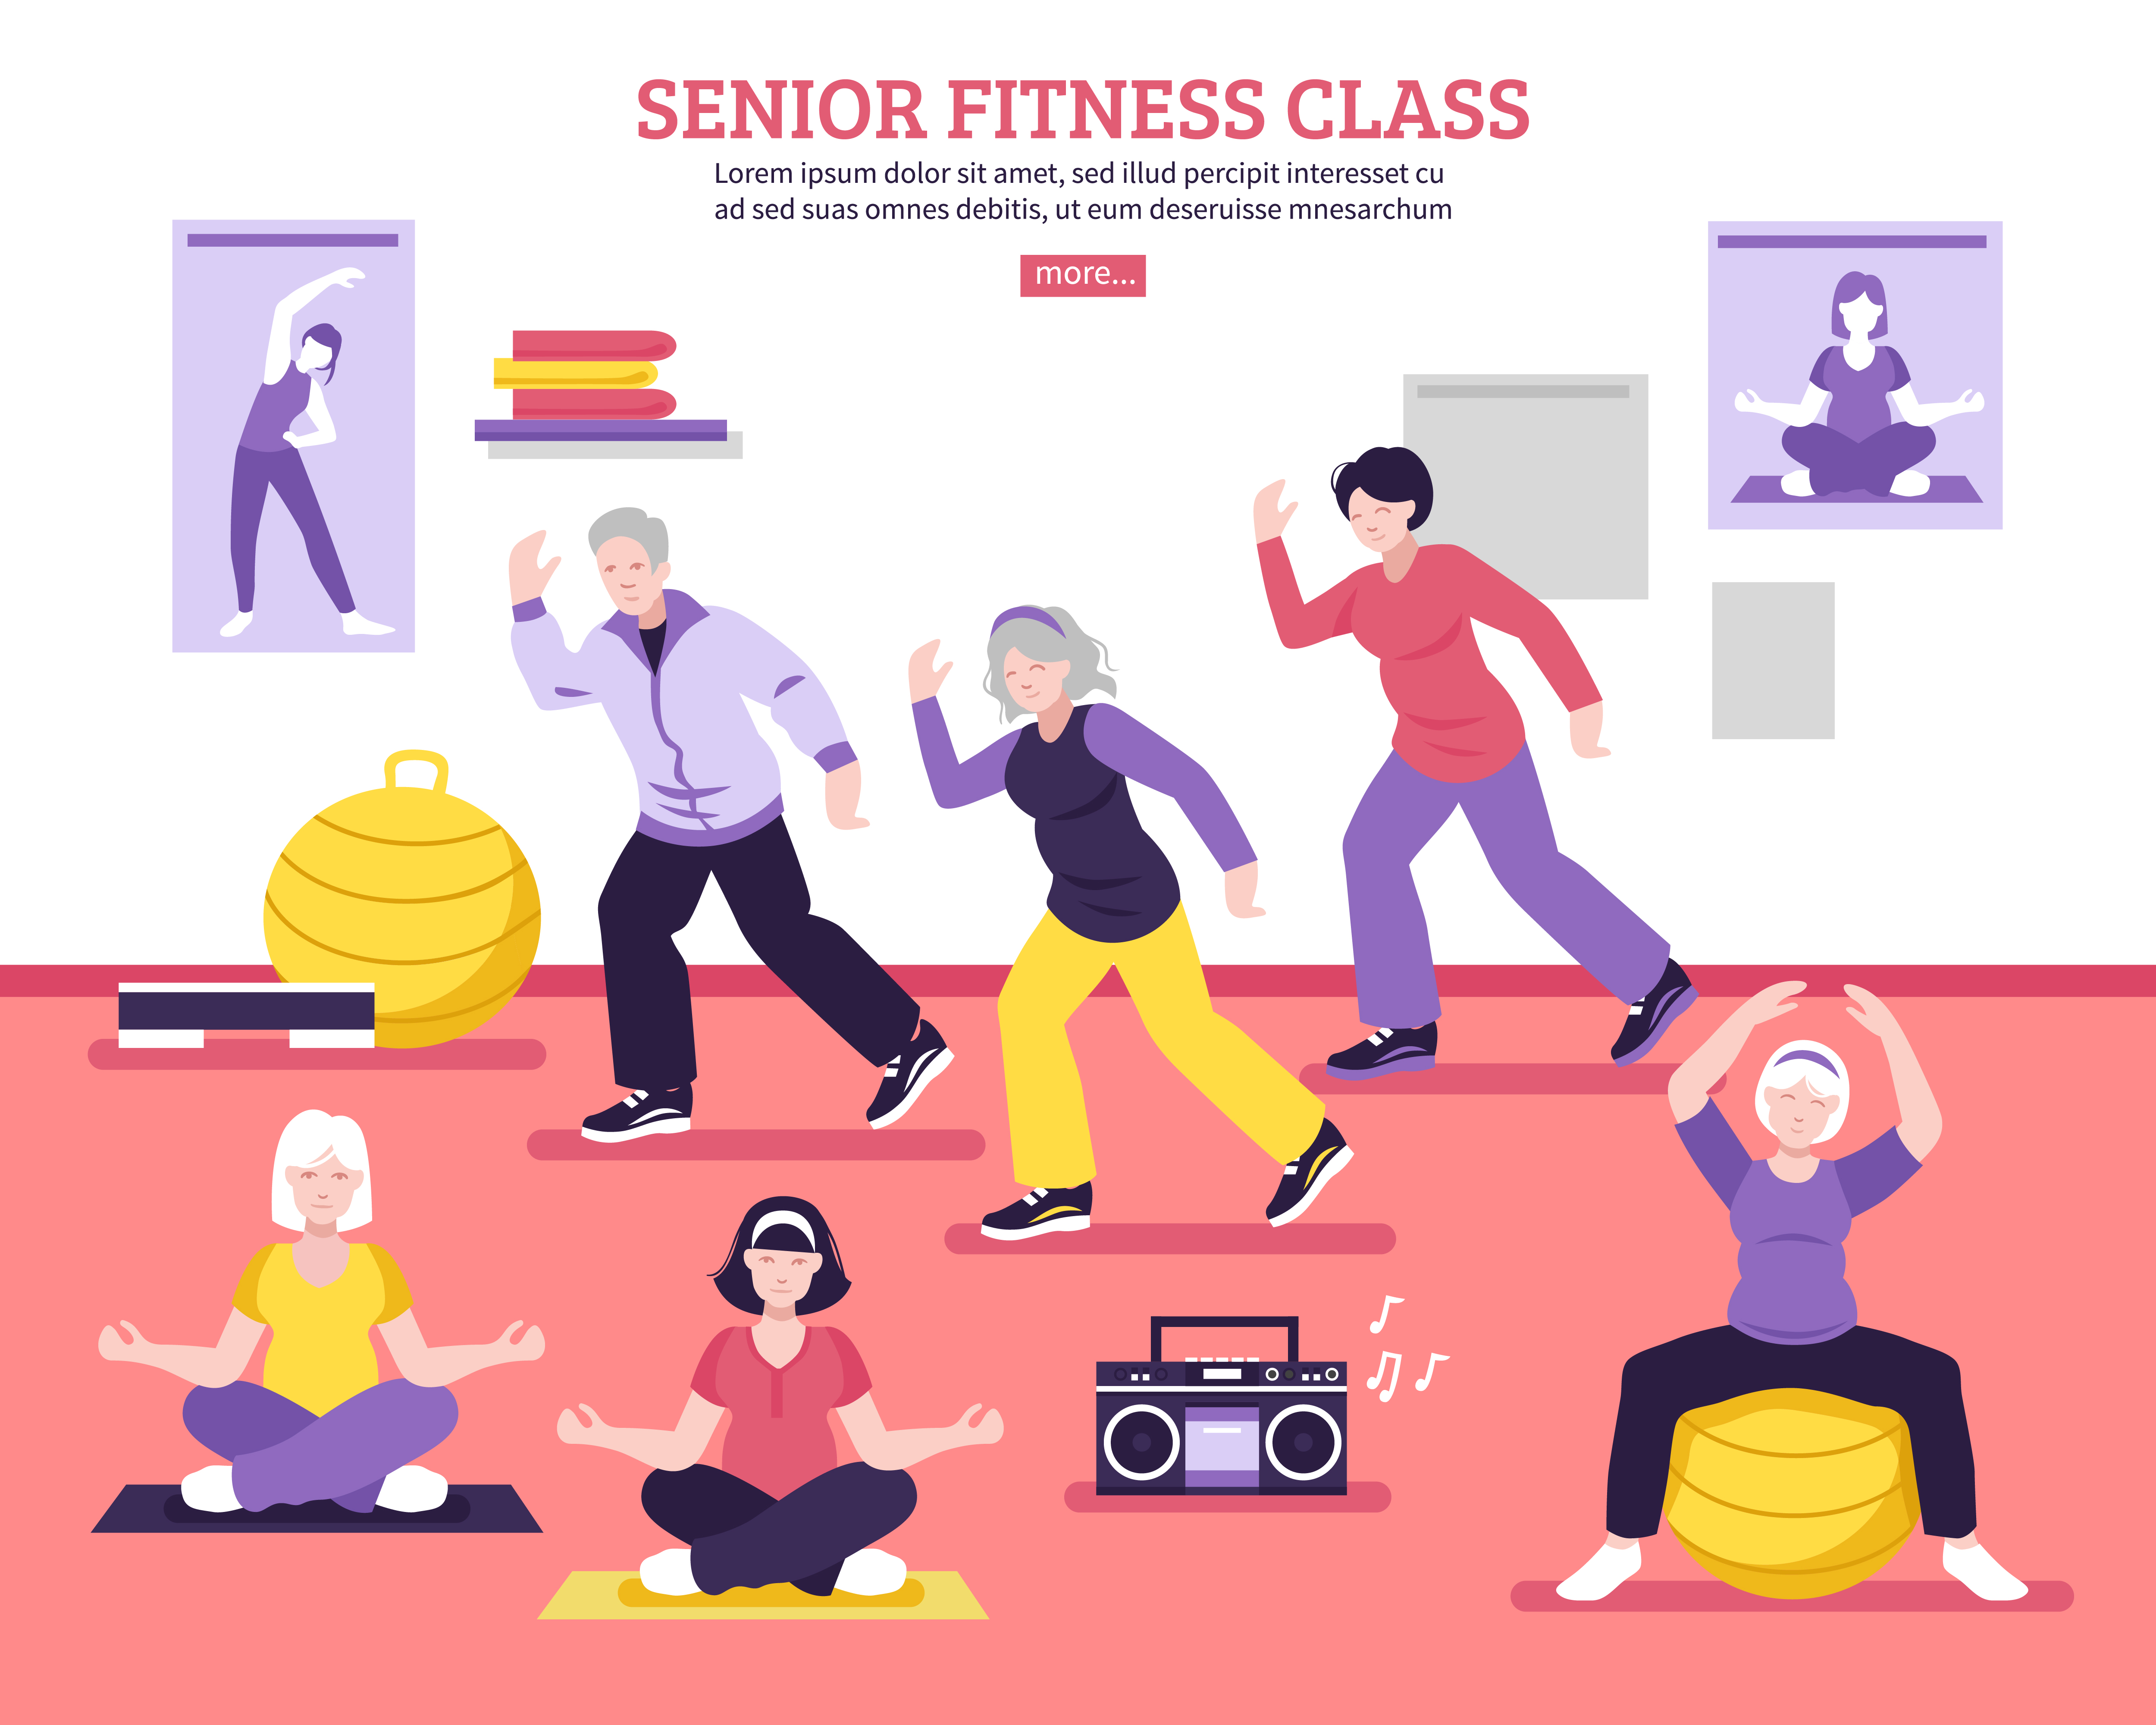 SENIOR FITNESS CLASS
Lorem ipsum dolor sit amet, sed illud percipit interesset cu
ad sed suas omnes debitis, ut eum deseruisse mnesarchum
more...